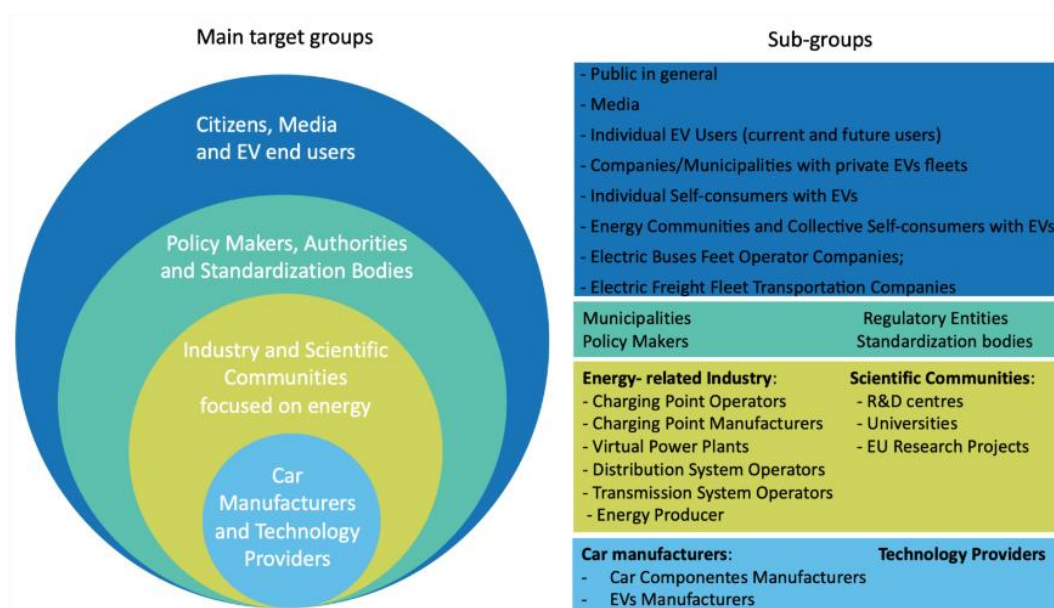 Main target groups
Citizens, Media
and EV end users
Policy Makers, Authorities
and Standardization Bodies
Industry and Scientific
Communities
focused on energy
Car
Manufacturers
and Technology
Providers
Sub-groups
- Public in general
- Media
- Individual EV Users (current and future users)
- Companies/Municipalities with private EVs fleets
- Individual Self-consumers with EVs
- Energy Communities and Collective Self-consumers with EVs
- Electric Buses Feet Operator Companies;
- Electric Freight Fleet Transportation Companies
Municipalities
Policy Makers
Regulatory Entities
Standardization bodies
Energy- related Industry:
- Charging Point Operators
- Charging Point Manufacturers
- Virtual Power Plants
- Distribution System Operators
- Transmission System Operators
- Energy Producer
Scientific Communities:
- R&D centres
- Universities
- EU Research Projects
Car manufacturers:
- Car Componentes Manufacturers
- EVs Manufacturers
Technology Providers